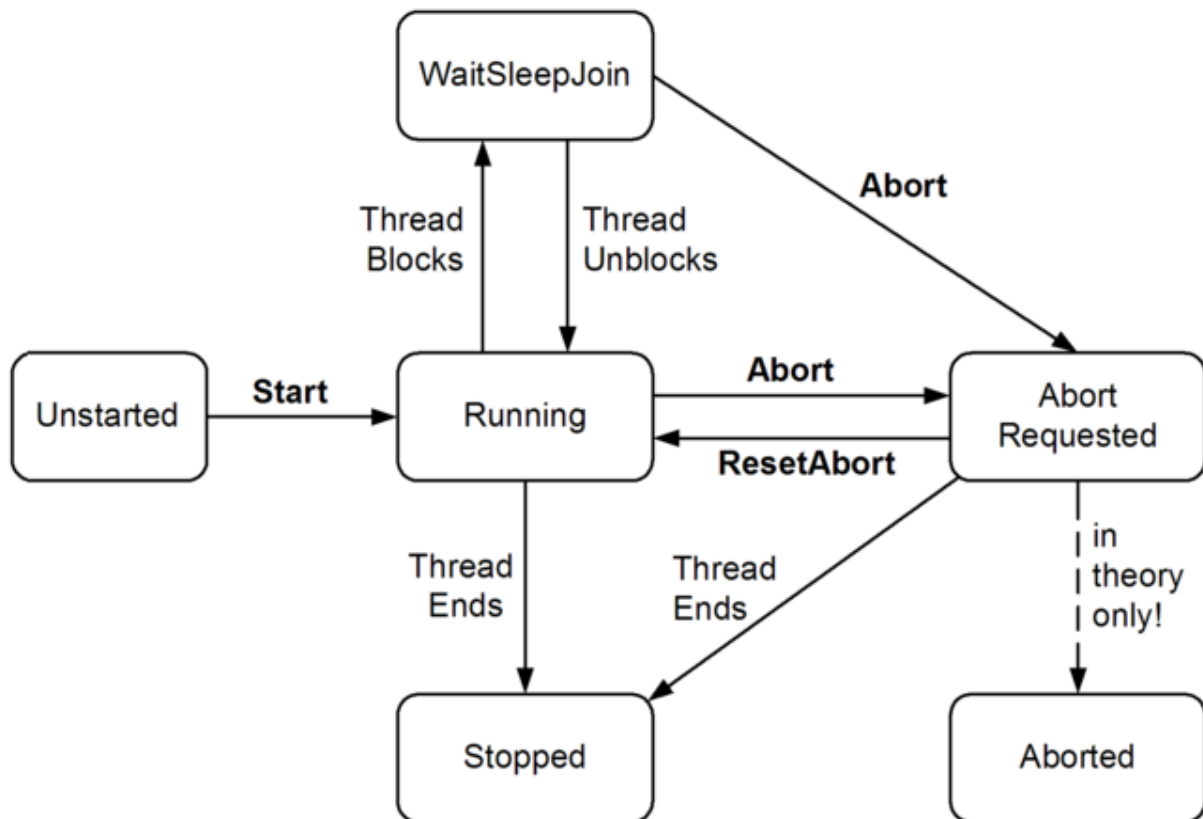 WaitSleepJoin
Abort
Thread
Blocks
Thread
Unblocks
Unstarted
Start
Running
Abort
ResetAbort
Abort
Requested
Thread
Ends
Thread
Ends
in
theory
only!
Stopped
Aborted